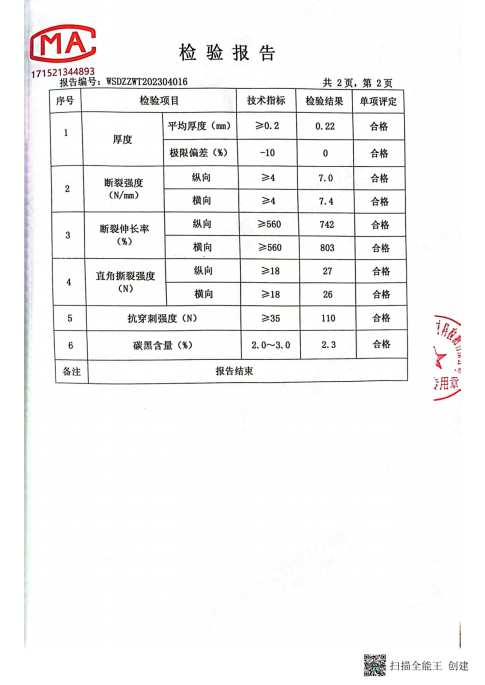 MA
171521344893
检验报告
报告编号：WSDZZWT202304016
共 2页，第 2页
序号 检验项目 技术指标 检验结果 单项评定
1 厚度 平均厚度（mm） ≥0.2 0.22 合格
极限偏差（%） -10 0 合格
2 断裂强度（N/mm） 纵向 ≥4 7.0 合格
横向 ≥4 7.4 合格
3 断裂伸长率（%） 纵向 ≥560 742 合格
横向 ≥560 803 合格
4 直角撕裂强度（N） 纵向 ≥18 27 合格
横向 ≥18 26 合格
5 抗穿刺强度（N） ≥35 110 合格
6 碳黑含量（%） 2.0～3.0 2.3 合格
备注 报告结束
用章
扫描全能王 创建